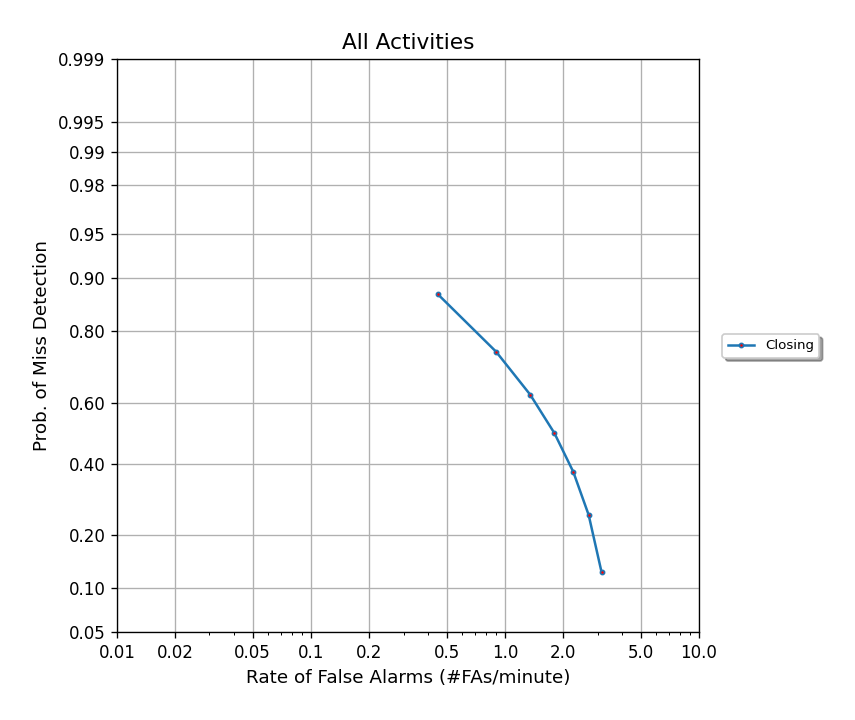 All Activities
0.999
0.995
0.99
0.98
0.95
0.90
0.80
0.60
0.40
0.20
0.10
0.05
Prob. of Miss Detection
0.01 0.02 0.05 0.1 0.2 0.5 1.0 2.0 5.0 10.0
Rate of False Alarms (#FAs/minute)
Closing